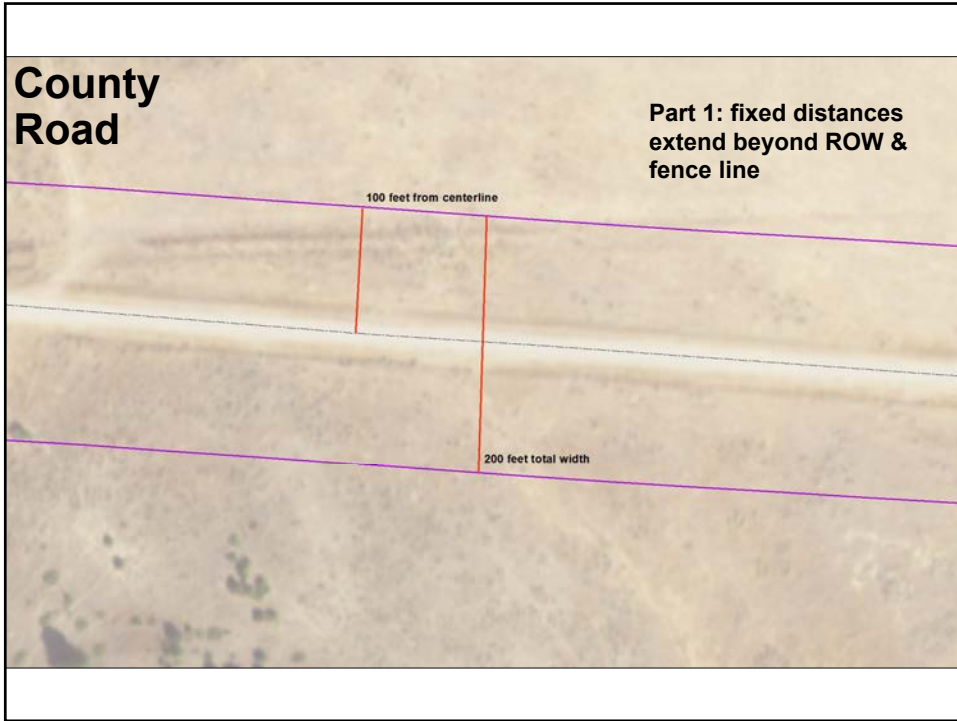 County
Road
Part 1: fixed distances
extend beyond ROW &
fence line
100 feet from centerline
200 feet total width